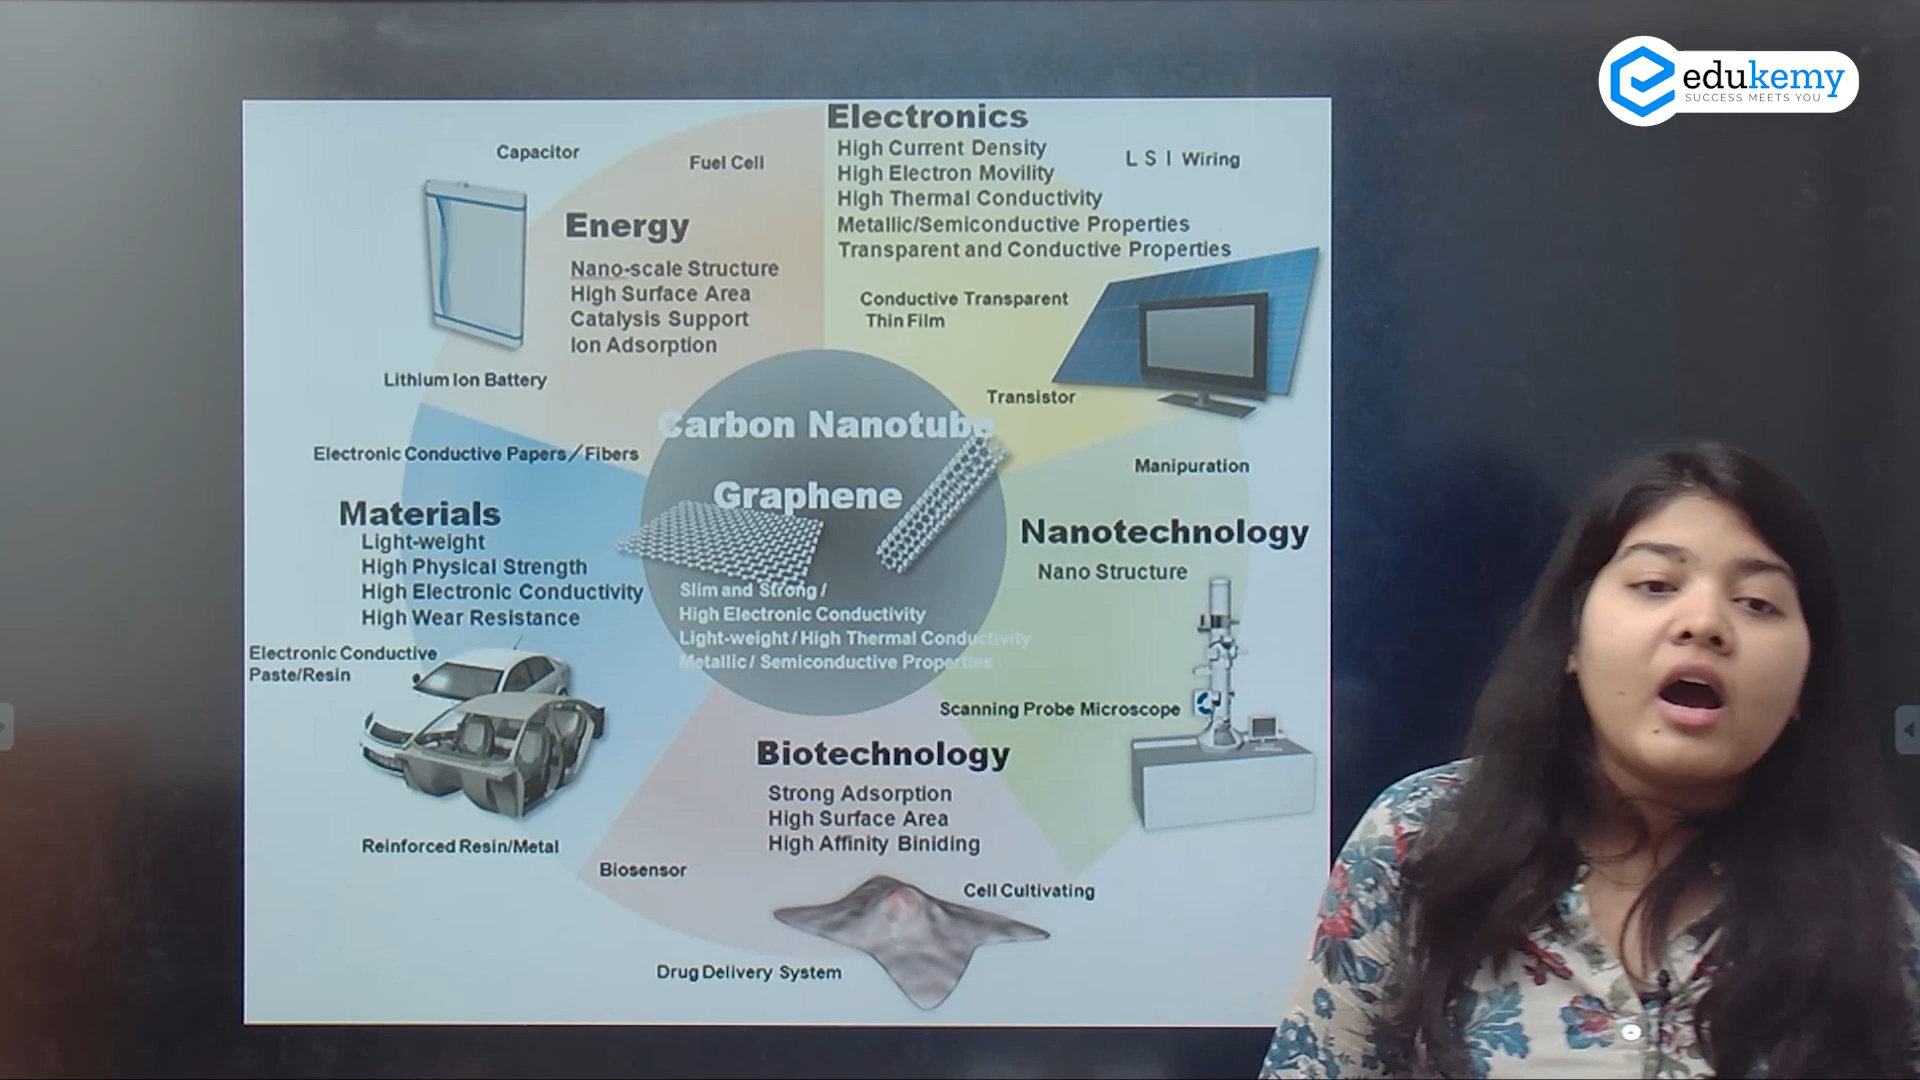 edukemy
SUCCESS MEETS YOU
Electronics
High Current Density
High Electron Movility
High Thermal Conductivity
Metallic/Semiconductive Properties
Transparent and Conductive Properties
L S I Wiring
Conductive Transparent
Thin Film
Transistor
Capacitor
Fuel Cell
Energy
Nano-scale Structure
High Surface Area
Catalysis Support
Ion Adsorption
Lithium Ion Battery
Carbon Nanotube
Graphene
Slim and Strong /
High Electronic Conductivity
Light-weight / High Thermal Conductivity
Metallic / Semiconductive Properties
Electronic Conductive Papers／Fibers
Materials
Light-weight
High Physical Strength
High Electronic Conductivity
High Wear Resistance
Electronic Conductive
Paste/Resin
Reinforced Resin/Metal
Manipuration
Nanotechnology
Nano Structure
Scanning Probe Microscope
Biotechnology
Strong Adsorption
High Surface Area
High Affinity Biniding
Biosensor
Cell Cultivating
Drug Delivery System